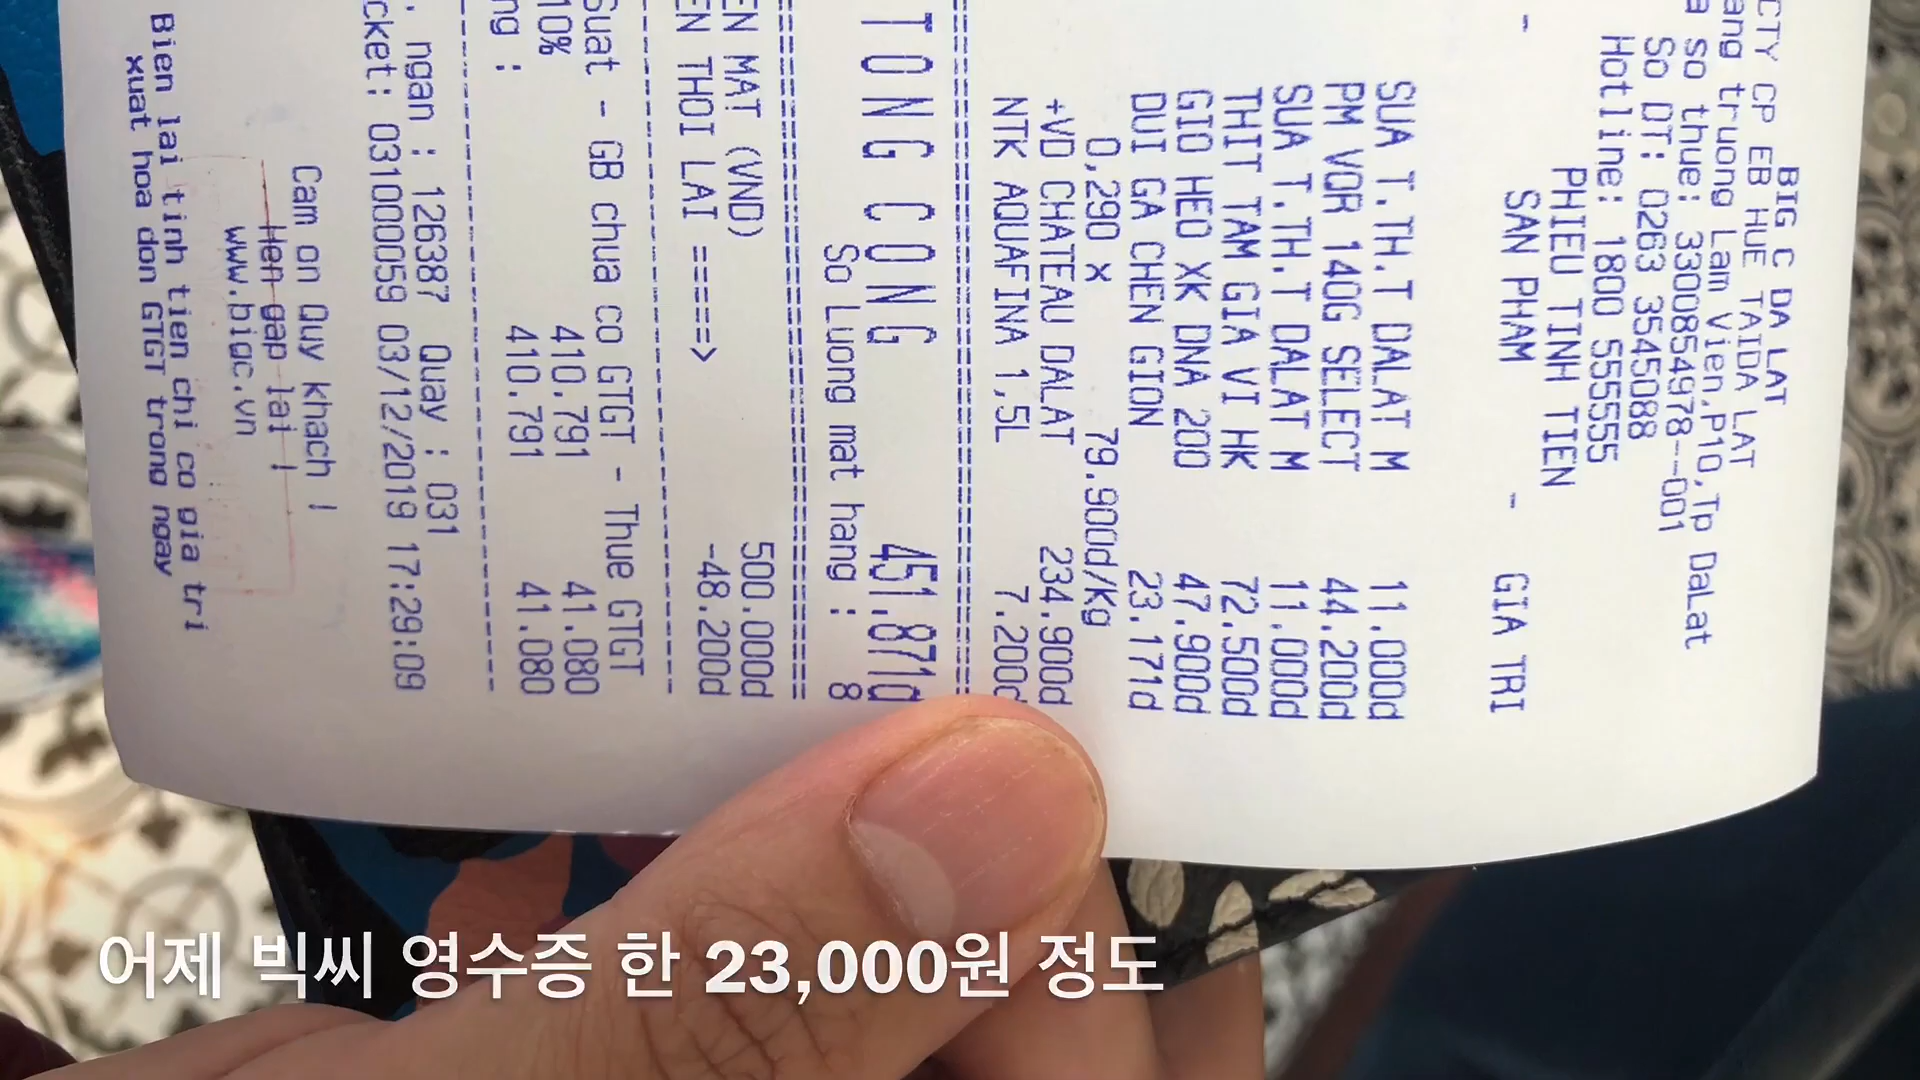 BIG C DA LAT
CTY CP EB HUE TAIDA LAT
ang truong Lam Vien,P10,Tp DaLat
a so thue: 3300854978--001
So DT: 0263 3545088
Hotline: 1800 555555
PHIEU TINH TIEN
- SAN PHAM - GIA TRI
SUA T.TH.T DALAT M 11.000d
PM VOR 140G SELECT 44.200d
SUA T.TH.T DALAT M 11.000d
THIT TAM GIA VI HK 72.500d
GIO HEO XK DNA 200 47.900d
DUI GA CHEN GION 23.171d
0,290 x 79.900d/Kg
+VD CHATEAU DALAT 234.900d
NTK AQUAFINA 1,5L 7.200d
TONG CONG 451.871d
So Luong mat hang : 8
EN MAT (VND) 500.000d
EN THOI LAI =====> -48.200d
Suat - GB chua co GTGT - Thue GTGT
10% 410.791 41.080
ng : 410.791 41.080
. ngan : 126387 Quay : 031
cket: 031000059 03/12/2019 17:29:09
Cam on Quy khach !
Hen gap lai !
www.bigc.vn
Bien lai tinh tien chi co gia tri
xuat hoa don GTGT trong ngay
어제 빅씨 영수증 한 23,000원 정도